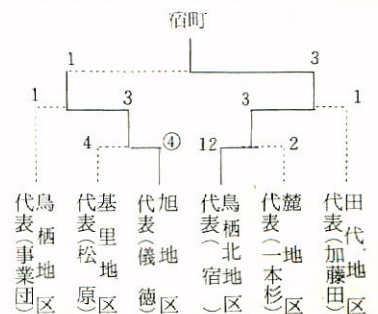 宿町
1 3
1 3 3 1
4 ④ 12 2
田代地区
代表(加藤田)
麓地区
代表(一本杉)
鳥栖北地区
代表(宿)
旭地区
代表(儀徳)
基里地区
代表(松原)
鳥栖地区
代表(事業団)